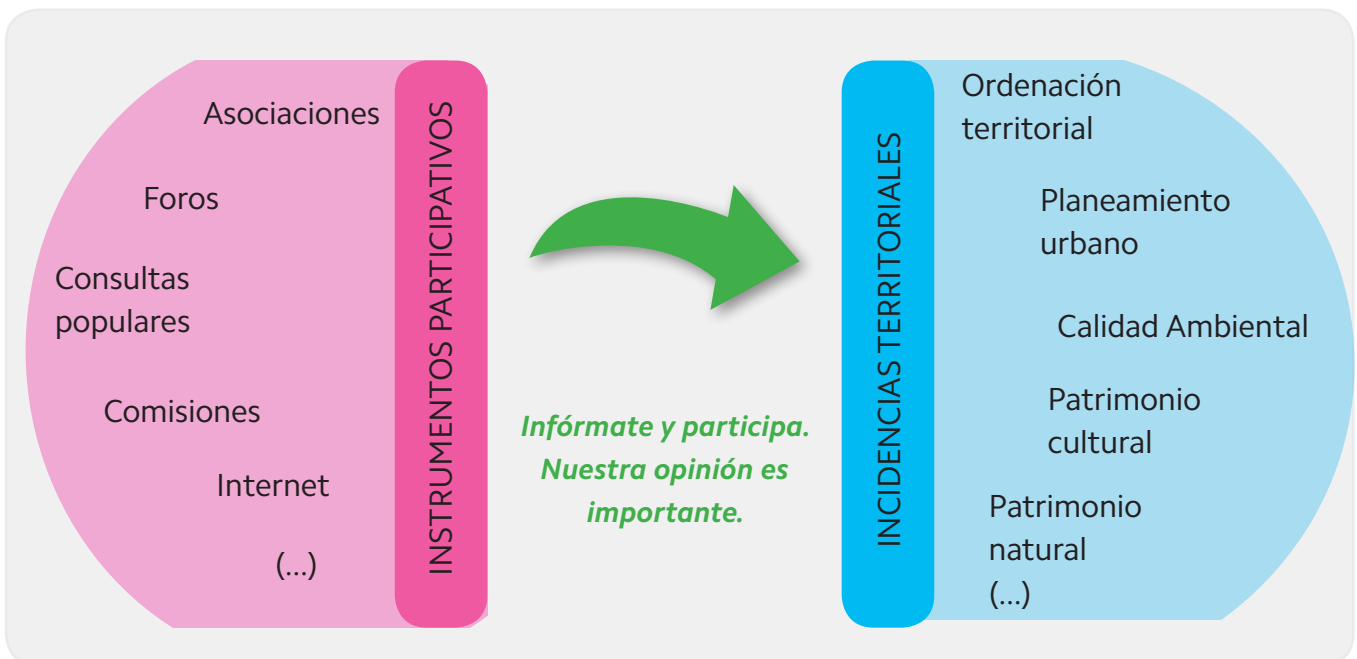 Asociaciones
Foros
Consultas
populares
Comisiones
Internet
(...)
INSTRUMENTOS PARTICIPATIVOS
Infórmate y participa.
Nuestra opinión es
importante.
INCIDENCIAS TERRITORIALES
Ordenación
territorial
Planeamiento
urbano
Calidad Ambiental
Patrimonio
cultural
Patrimonio
natural
(...)